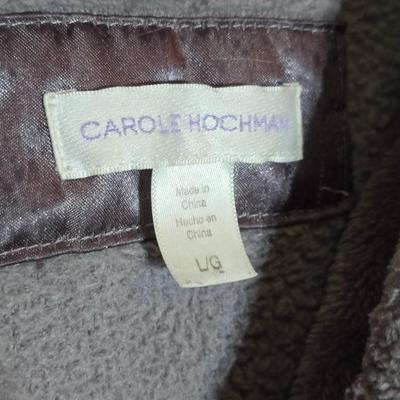 CAROLE HOCHMAN
Made in
China
Hecho en
China
L/G